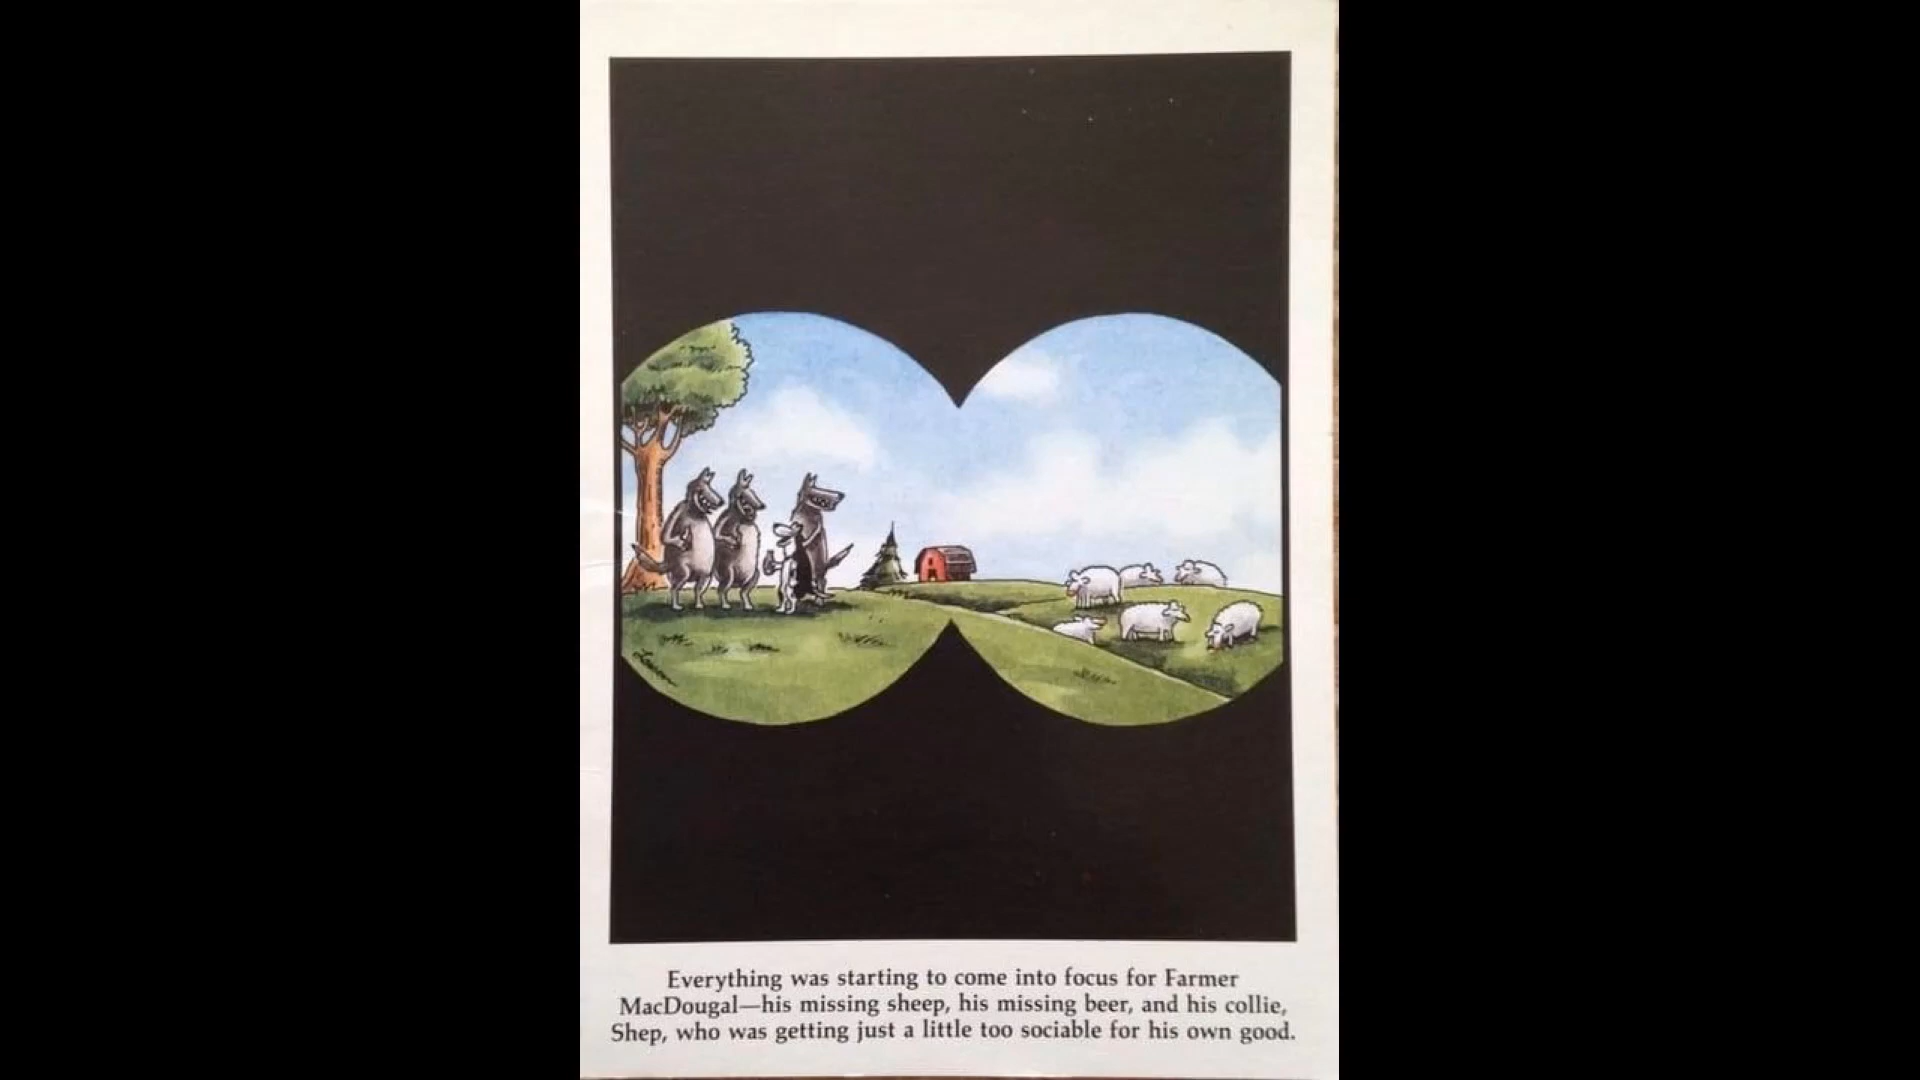 Larson
Everything was starting to come into focus for Farmer
MacDougal—his missing sheep, his missing beer, and his collie,
Shep, who was getting just a little too sociable for his own good.